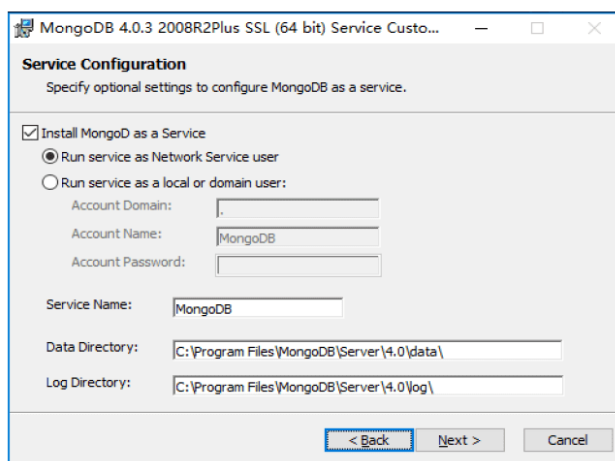 MongoDB 4.0.3 2008R2Plus SSL (64 bit) Service Custo...
Service Configuration
Specify optional settings to configure MongoDB as a service.
Install MongoD as a Service
Run service as Network Service user
Run service as a local or domain user:
Account Domain: .
Account Name: MongoDB
Account Password:
Service Name: MongoDB
Data Directory: C:\Program Files\MongoDB\Server\4.0\data\
Log Directory: C:\Program Files\MongoDB\Server\4.0\log\
< Back Next > Cancel